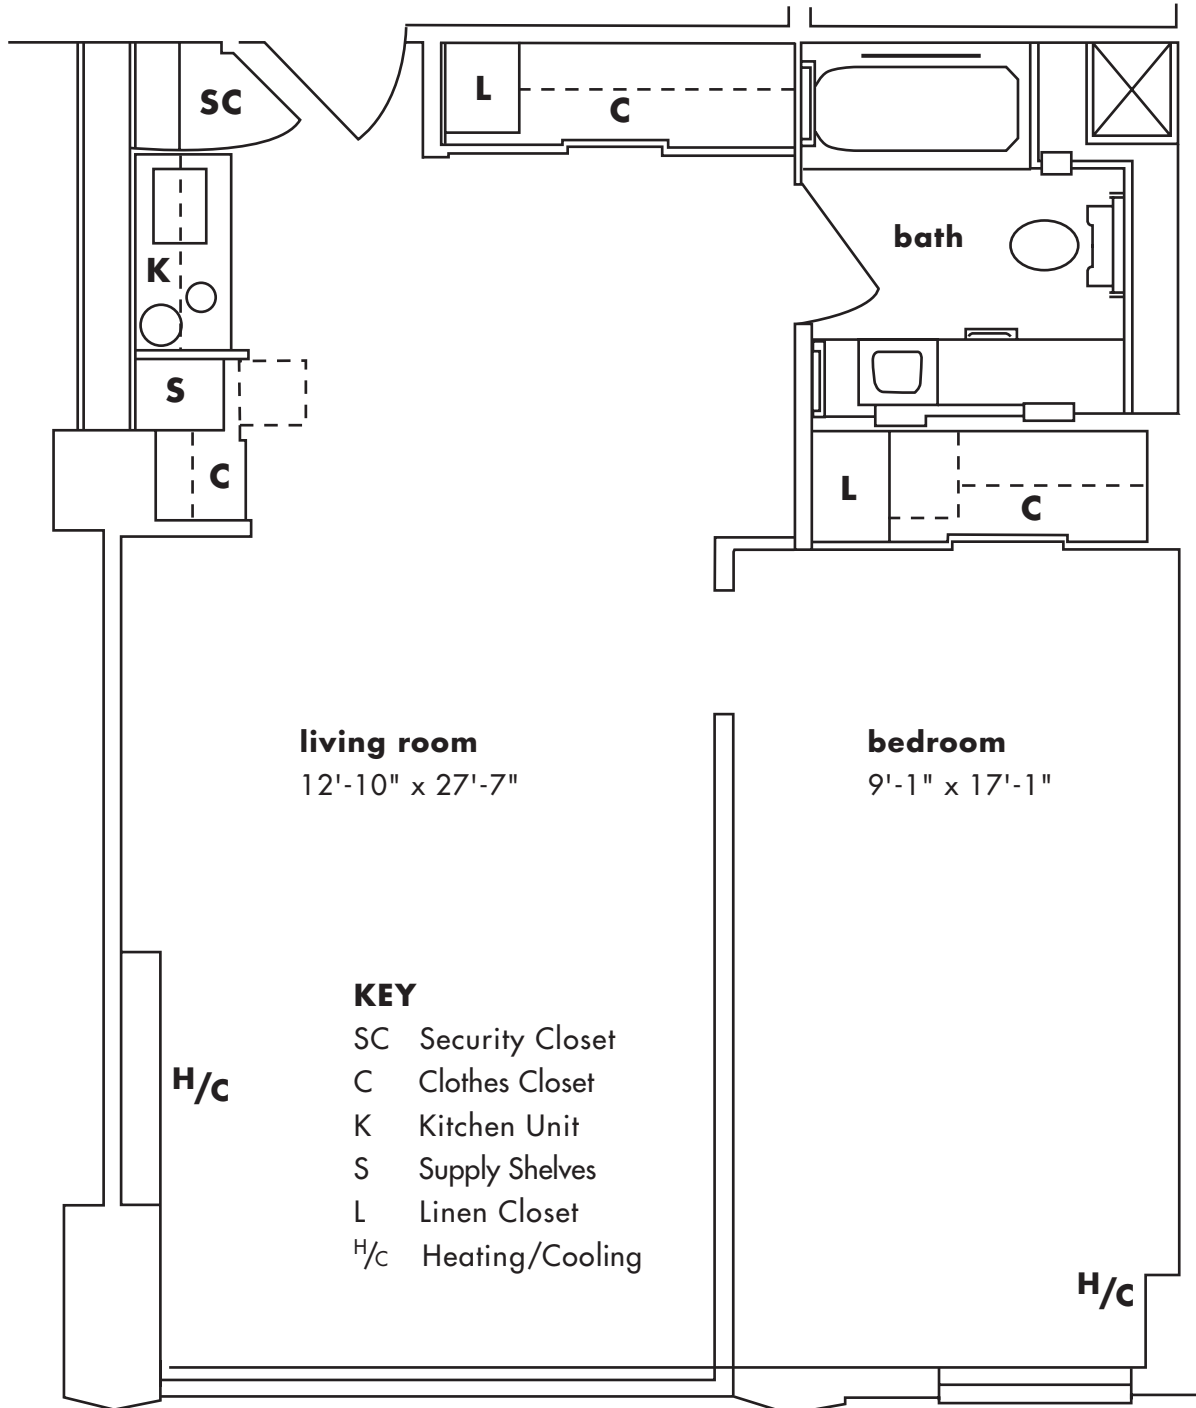 SC
L
C
K
bath
S
C
L
C
living room
12'-10" x 27'-7"
bedroom
9'-1" x 17'-1"
KEY
SC Security Closet
C Clothes Closet
K Kitchen Unit
S Supply Shelves
L Linen Closet
H/C Heating/Cooling
H/C
H/C